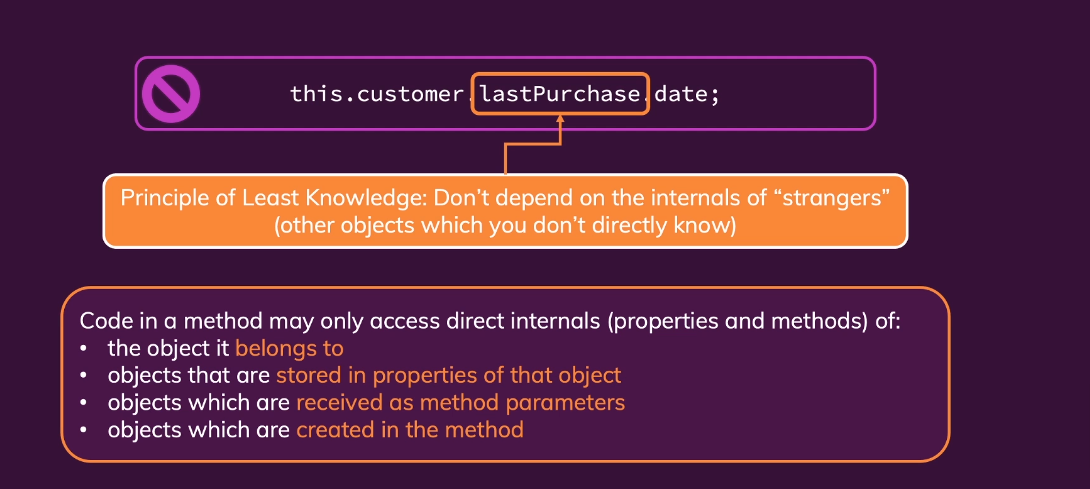 this.customer.lastPurchase.date;
Principle of Least Knowledge: Don’t depend on the internals of “strangers”
(other objects which you don’t directly know)
Code in a method may only access direct internals (properties and methods) of:
• the object it belongs to
• objects that are stored in properties of that object
• objects which are received as method parameters
• objects which are created in the method